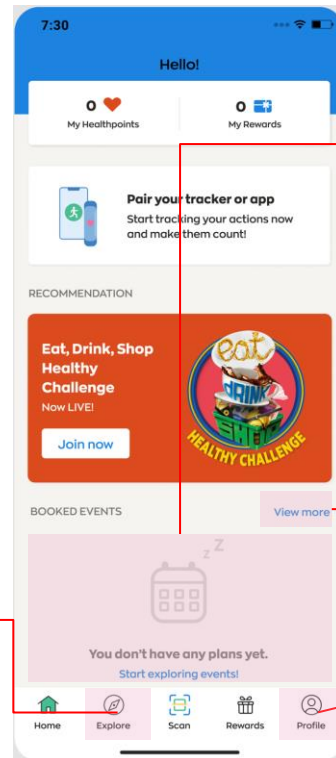 7:30
Hello!
0
My Healthpoints
0
My Rewards
Pair your tracker or app
Start tracking your actions now
and make them count!
RECOMMENDATION
Eat, Drink, Shop
Healthy
Challenge
Now LIVE!
Join now
eat
DRINK
SHOP
HEALTHY CHALLENGE
BOOKED EVENTS
View more
z z
You don't have any plans yet.
Start exploring events!
Home
Explore
Scan
Rewards
Profile